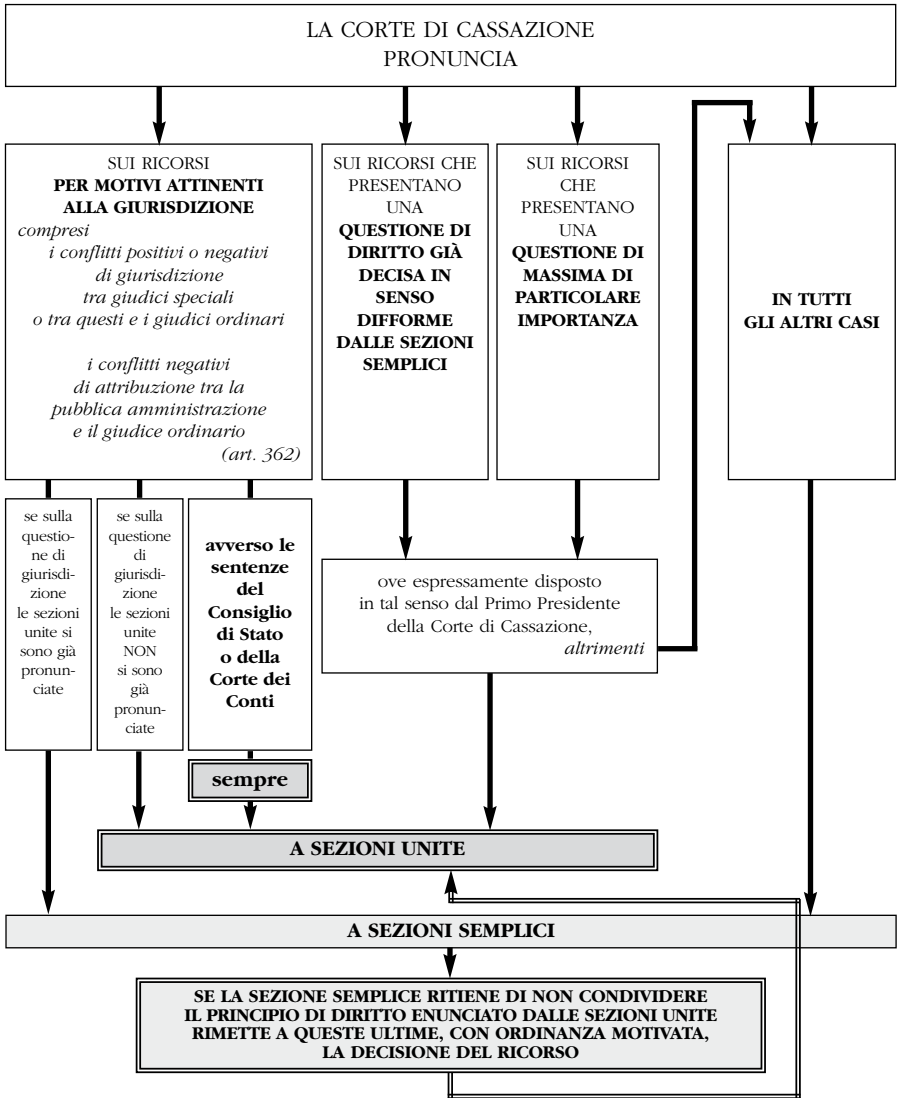 LA CORTE DI CASSAZIONE
PRONUNCIA
SUI RICORSI
PER MOTIVI ATTINENTI
ALLA GIURISDIZIONE
compresi
i conflitti positivi o negativi
di giurisdizione
tra giudici speciali
o tra questi e i giudici ordinari
i conflitti negativi
di attribuzione tra la
pubblica amministrazione
e il giudice ordinario
(art. 362)
SUI RICORSI CHE
PRESENTANO
UNA
QUESTIONE DI
DIRITTO GIÀ
DECISA IN
SENSO
DIFFORME
DALLE SEZIONI
SEMPLICI
SUI RICORSI
CHE
PRESENTANO
UNA
QUESTIONE DI
MASSIMA DI
PARTICOLARE
IMPORTANZA
IN TUTTI
GLI ALTRI CASI
se sulla
questio-
ne di
giurisdi-
zione
le sezioni
unite si
sono già
pronun-
ciate
se sulla
questione
di
giurisdi-
zione
le sezioni
unite
NON
si sono
già
pronun-
ciate
avverso le
sentenze
del
Consiglio
di Stato
o della
Corte dei
Conti
ove espressamente disposto
in tal senso dal Primo Presidente
della Corte di Cassazione,
altrimenti
sempre
A SEZIONI UNITE
A SEZIONI SEMPLICI
SE LA SEZIONE SEMPLICE RITIENE DI NON CONDIVIDERE
IL PRINCIPIO DI DIRITTO ENUNCIATO DALLE SEZIONI UNITE
RIMETTE A QUESTE ULTIME, CON ORDINANZA MOTIVATA,
LA DECISIONE DEL RICORSO